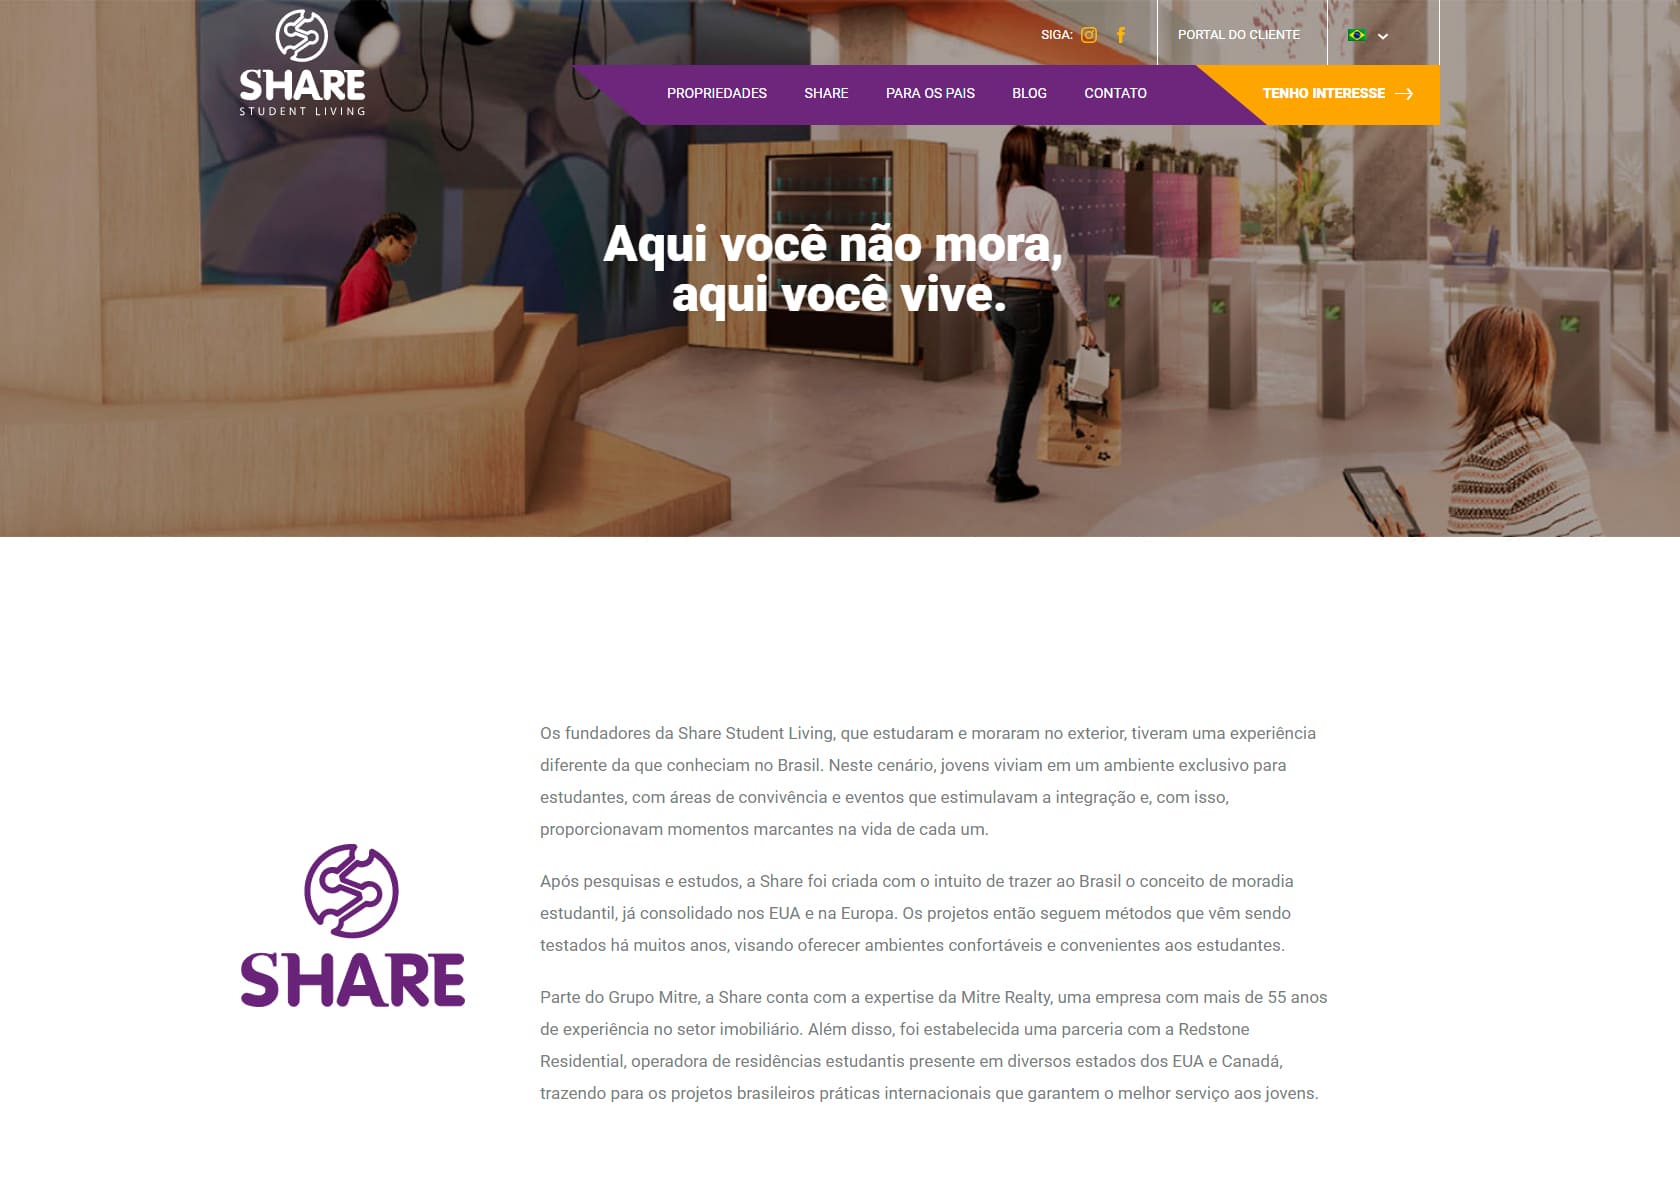 SHARE
STUDENT LIVING
SIGA:
PORTAL DO CLIENTE
PROPRIEDADES SHARE PARA OS PAIS BLOG CONTATO
TENHO INTERESSE
Aqui você não mora,
aqui você vive.
SHARE
Os fundadores da Share Student Living, que estudaram e moraram no exterior, tiveram uma experiência
diferente da que conheciam no Brasil. Neste cenário, jovens viviam em um ambiente exclusivo para
estudantes, com áreas de convivência e eventos que estimulavam a integração e, com isso,
proporcionavam momentos marcantes na vida de cada um.
Após pesquisas e estudos, a Share foi criada com o intuito de trazer ao Brasil o conceito de moradia
estudantil, já consolidado nos EUA e na Europa. Os projetos então seguem métodos que vêm sendo
testados há muitos anos, visando oferecer ambientes confortáveis e convenientes aos estudantes.
Parte do Grupo Mitre, a Share conta com a expertise da Mitre Realty, uma empresa com mais de 55 anos
de experiência no setor imobiliário. Além disso, foi estabelecida uma parceria com a Redstone
Residential, operadora de residências estudantis presente em diversos estados dos EUA e Canadá,
trazendo para os projetos brasileiros práticas internacionais que garantem o melhor serviço aos jovens.